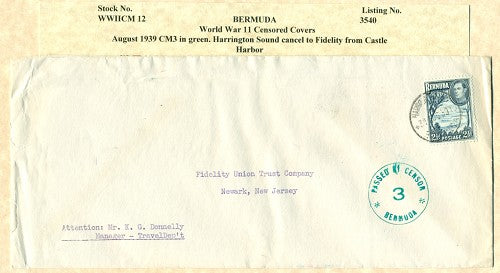 Stock No.
WWIICM 12
BERMUDA
Listing No.
3540
World War 11 Censored Covers
August 1939 CM3 in green. Harrington Sound cancel to Fidelity from Castle
Harbor
BERMUDA
POSTAGE
Fidelity Union Trust Company
Newark, New Jersey
PASSED CENSOR
3
BERMUDA
Attention: Mr. K. G. Donnelly
Manager - TravelDep't